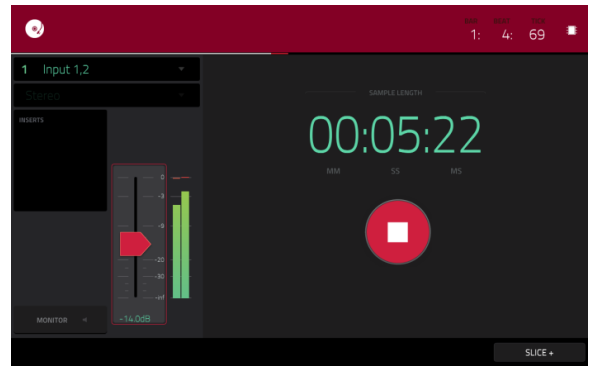 BAR BEAT TICK
1: 4: 69
1 Input 1,2
Stereo
SAMPLE LENGTH
INSERTS
00:05:22
MM SS MS
0
-3
-9
-20
-30
-inf
MONITOR
-14.0dB
SLICE +